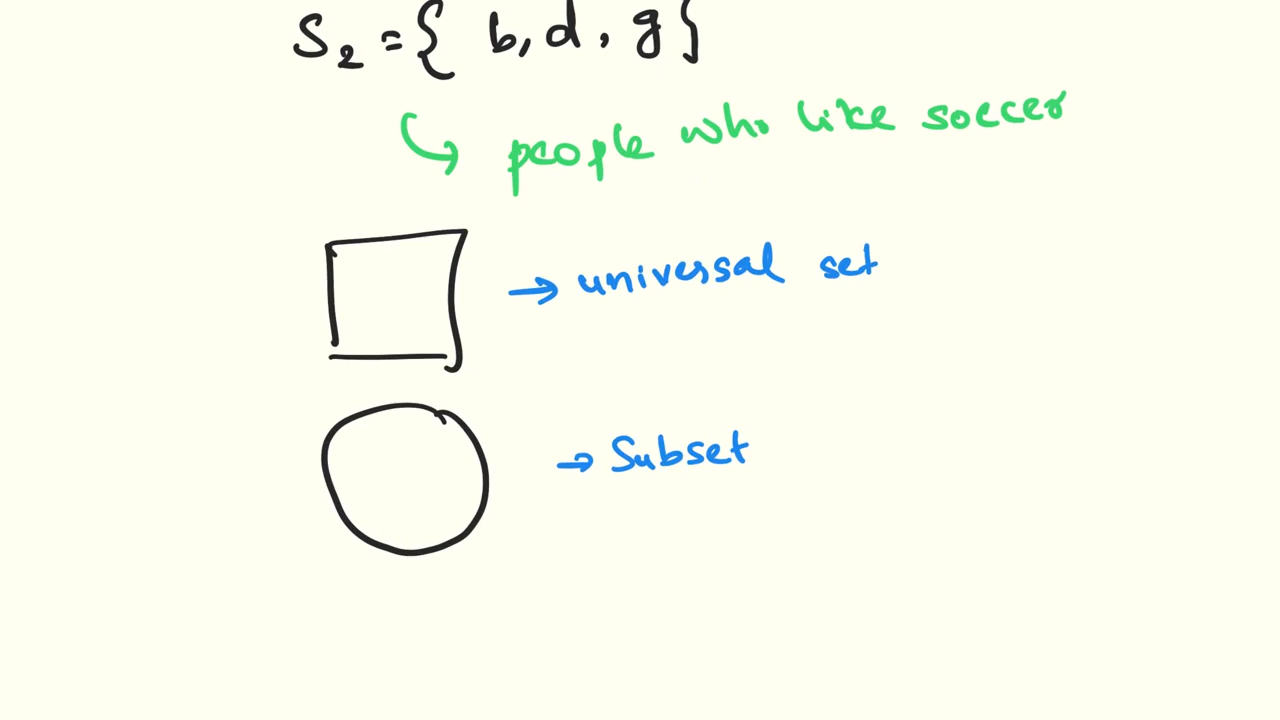 S₂ = { b, d, g }
↳ people who like soccer
→ universal set
→ Subset